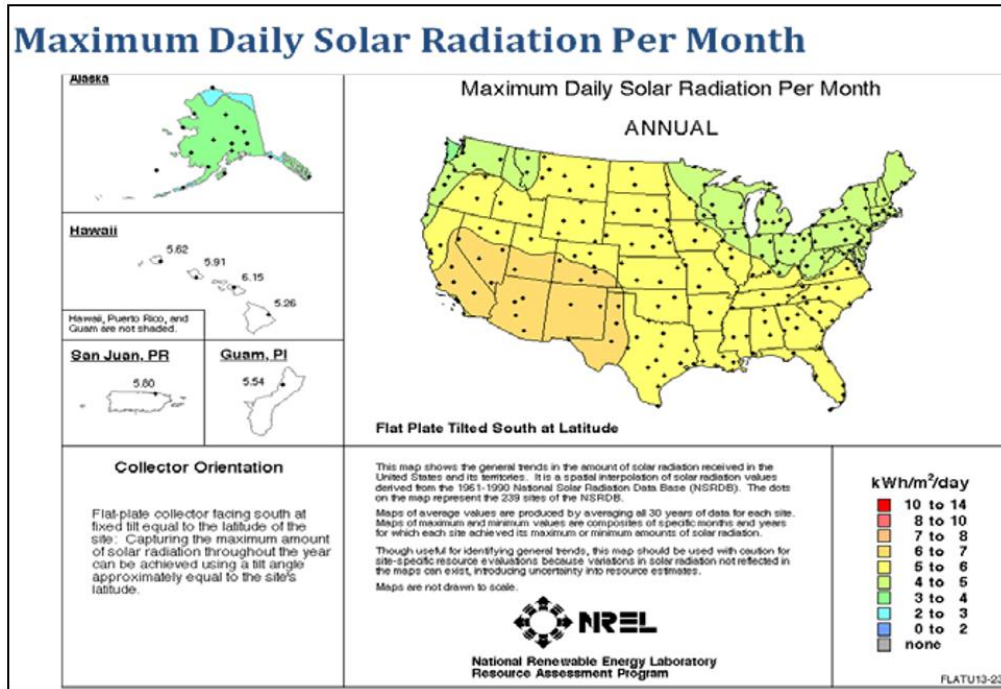 Maximum Daily Solar Radiation Per Month
Alaska
Maximum Daily Solar Radiation Per Month
ANNUAL
Hawaii
5.62
5.91
6.15
5.26
Hawaii, Puerto Rico, and
Guam are not shaded.
San Juan, PR
5.80
Guam, PI
5.54
Flat Plate Tilted South at Latitude
Collector Orientation
Flat-plate collector facing south at
fixed tilt equal to the latitude of the
site: Capturing the maximum amount
of solar radiation throughout the year
can be achieved using a tilt angle
approximately equal to the site's
latitude.
This map shows the general trends in the amount of solar radiation received in the
United States and its territories. It is a spatial interpolation of solar radiation values
derived from the 1961-1990 National Solar Radiation Data Base (NSRDB). The dots
on the map represent the 239 sites of the NSRDB.
Maps of average values are produced by averaging all 30 years of data for each site.
Maps of maximum and minimum values are composites of specific months and years
for which each site achieved its maximum or minimum amounts of solar radiation.
Though useful for identifying general trends, this map should be used with caution for
site-specific resource evaluations because variations in solar radiation not reflected in
the maps can exist, introducing uncertainty into resource estimates.
Maps are not drawn to scale.
NREL
National Renewable Energy Laboratory
Resource Assessment Program
kWh/m²/day
10 to 14
8 to 10
7 to 8
6 to 7
5 to 6
4 to 5
3 to 4
2 to 3
0 to 2
none
FLATU13-23